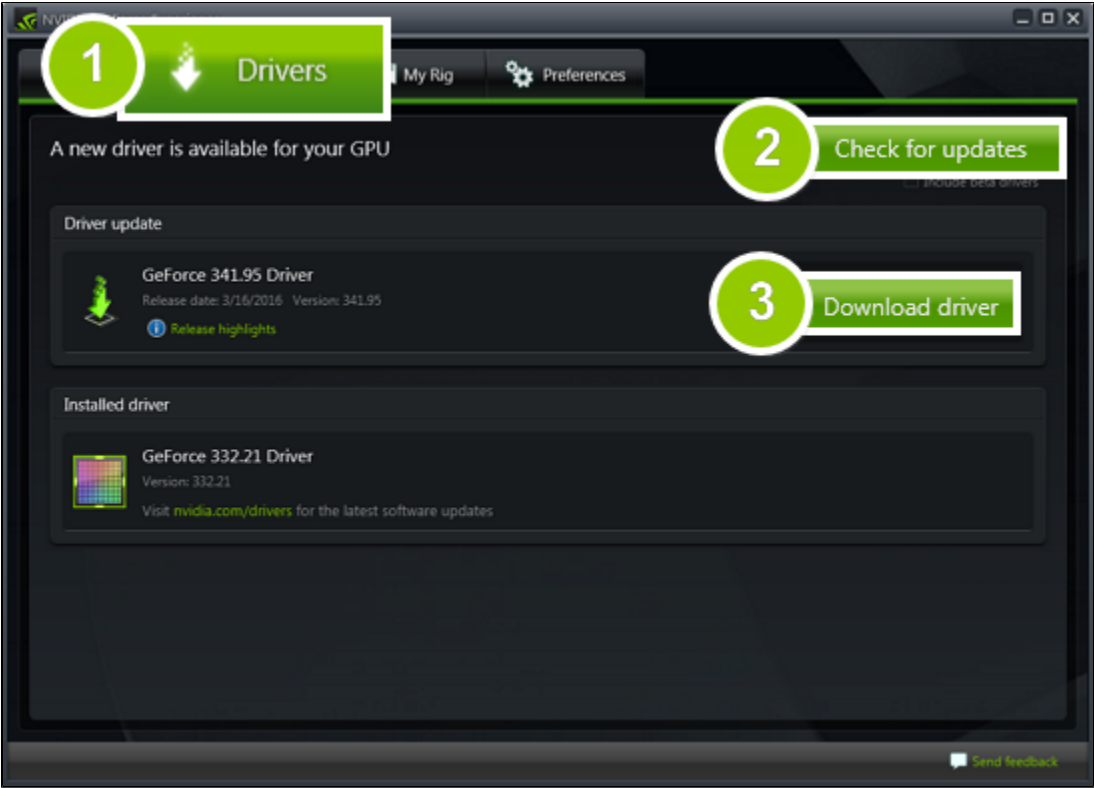 1
Drivers
My Rig
Preferences
A new driver is available for your GPU
2
Check for updates
Include beta drivers
Driver update
GeForce 341.95 Driver
Release date: 3/16/2016 Version: 341.95
Release highlights
3
Download driver
Installed driver
GeForce 332.21 Driver
Version: 332.21
Visit nvidia.com/drivers for the latest software updates
Send feedback